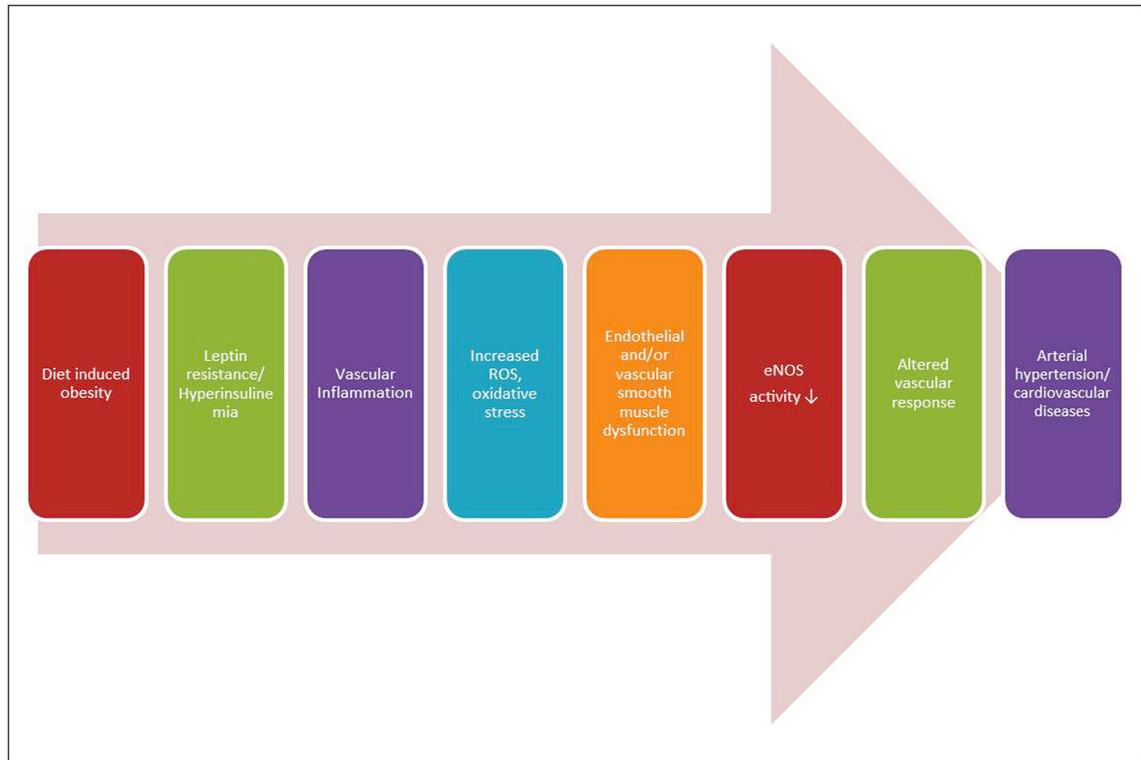 Diet induced
obesity
Leptin
resistance/
Hyperinsuline
mia
Vascular
Inflammation
Increased
ROS,
oxidative
stress
Endothelial
and/or
vascular
smooth
muscle
dysfunction
eNOS
activity ↓
Altered
vascular
response
Arterial
hypertension/
cardiovascular
diseases